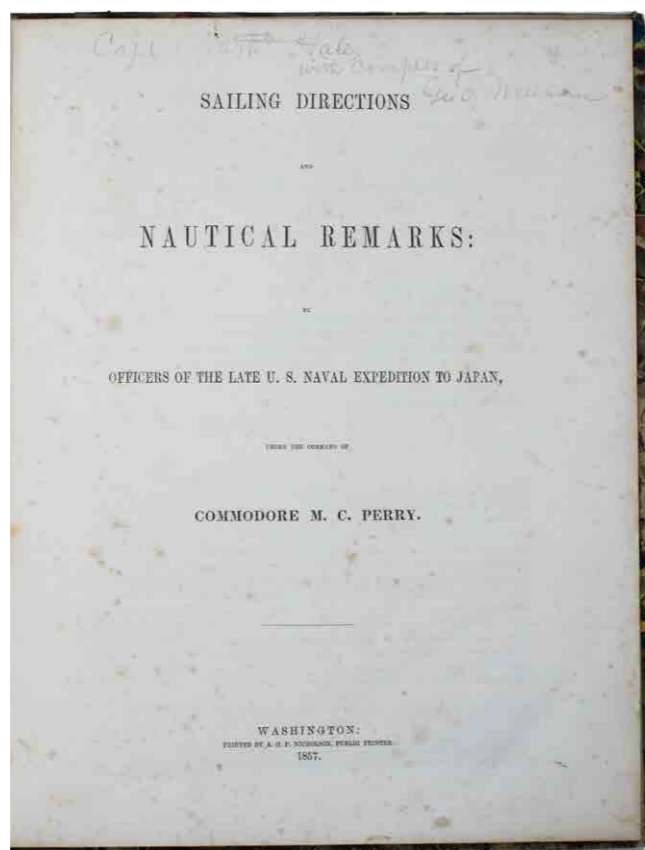 Capt Hale
with Compts of
SAILING DIRECTIONS
AND
NAUTICAL REMARKS:
BY
OFFICERS OF THE LATE U. S. NAVAL EXPEDITION TO JAPAN,
UNDER THE COMMAND OF
COMMODORE M. C. PERRY.
WASHINGTON:
PRINTED BY A. O. P. NICHOLSON, PUBLIC PRINTER.
1857.